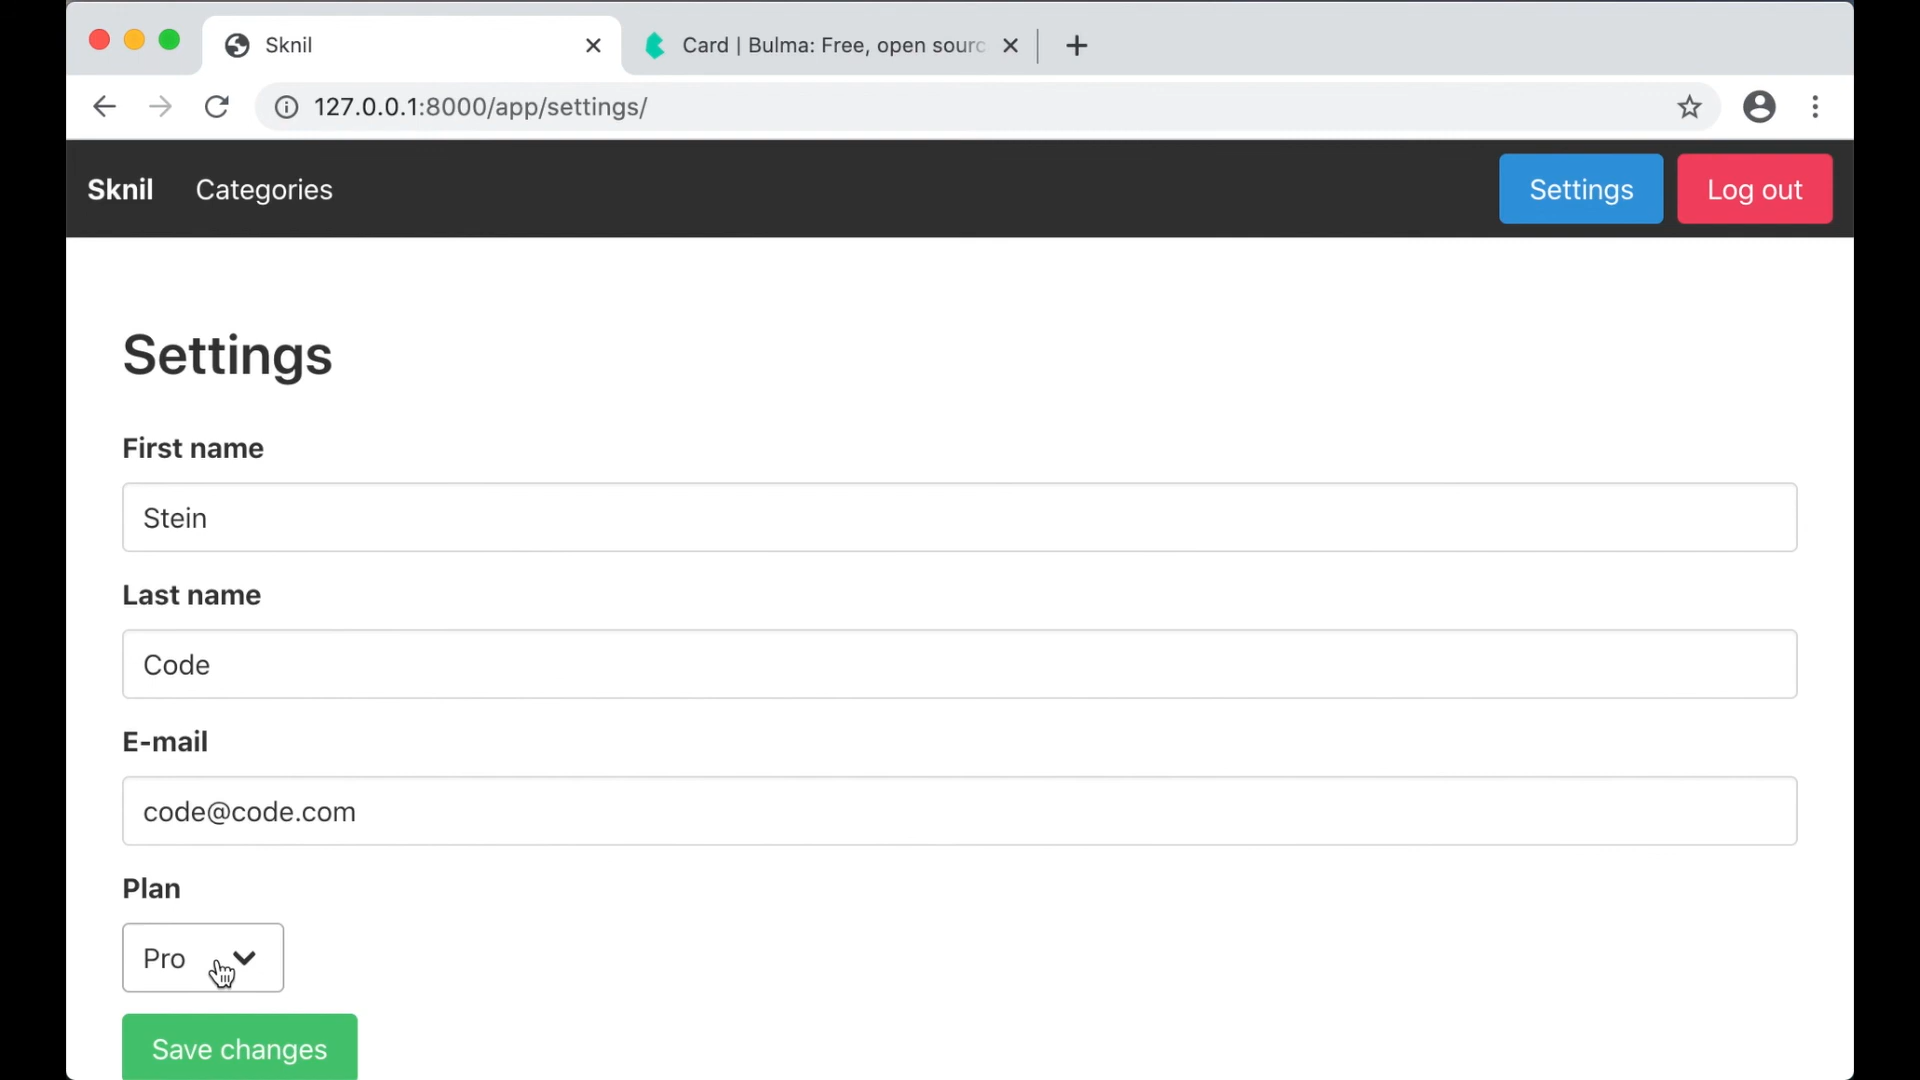 Sknil
Card | Bulma: Free, open sourc
127.0.0.1:8000/app/settings/
Sknil Categories Settings Log out
Settings
First name
Stein
Last name
Code
E-mail
code@code.com
Plan
Pro
Save changes